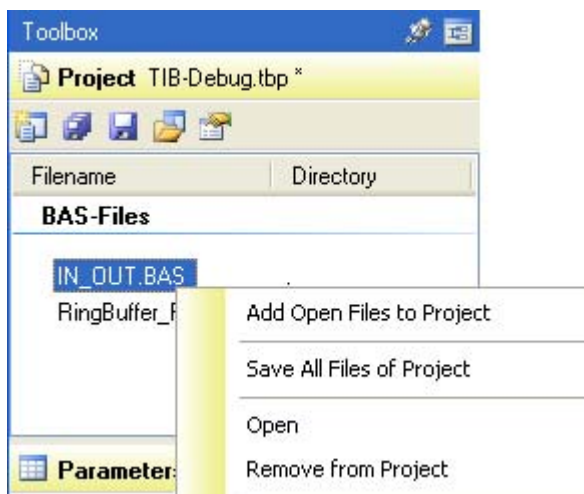 Toolbox
Project TIB-Debug.tbp *
Filename Directory
BAS-Files
IN_OUT.BAS .
Add Open Files to Project
Save All Files of Project
Open
Remove from Project